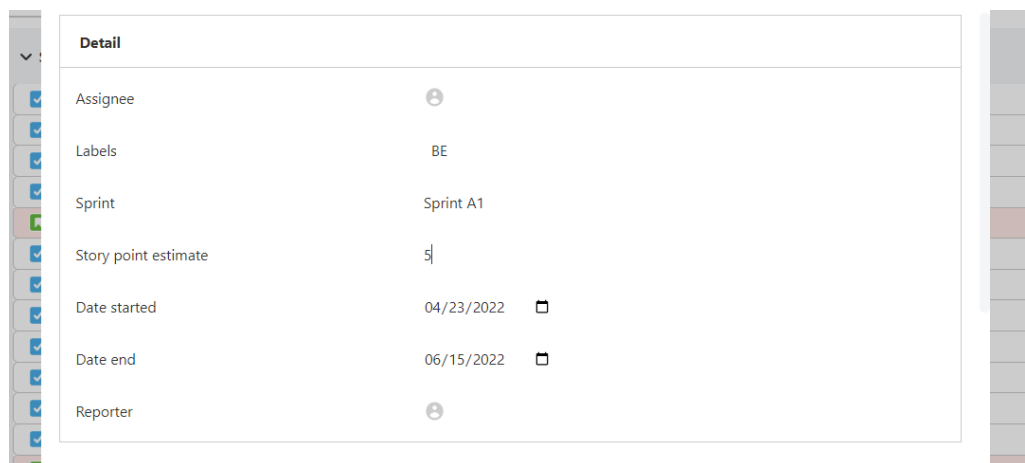 Detail
Assignee
Labels BE
Sprint Sprint A1
Story point estimate 5
Date started 04/23/2022
Date end 06/15/2022
Reporter